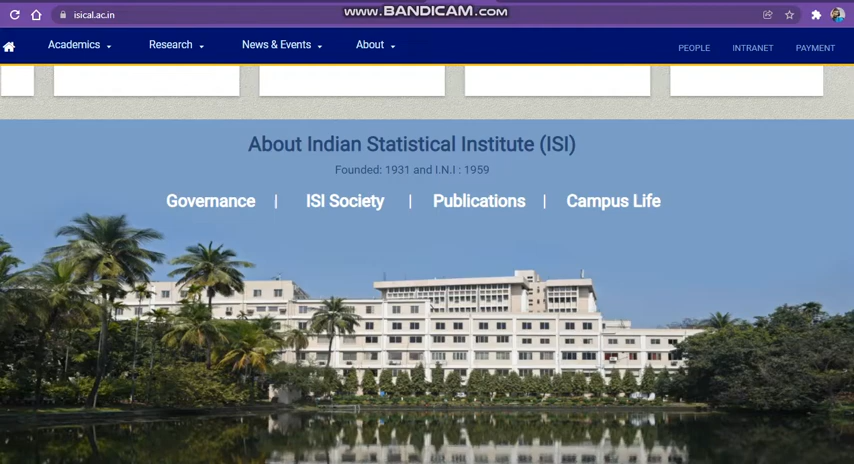 www.BANDICAM.com
isical.ac.in
Academics
Research
News & Events
About
PEOPLE
INTRANET
PAYMENT
About Indian Statistical Institute (ISI)
Founded: 1931 and I.N.I : 1959
Governance | ISI Society | Publications | Campus Life